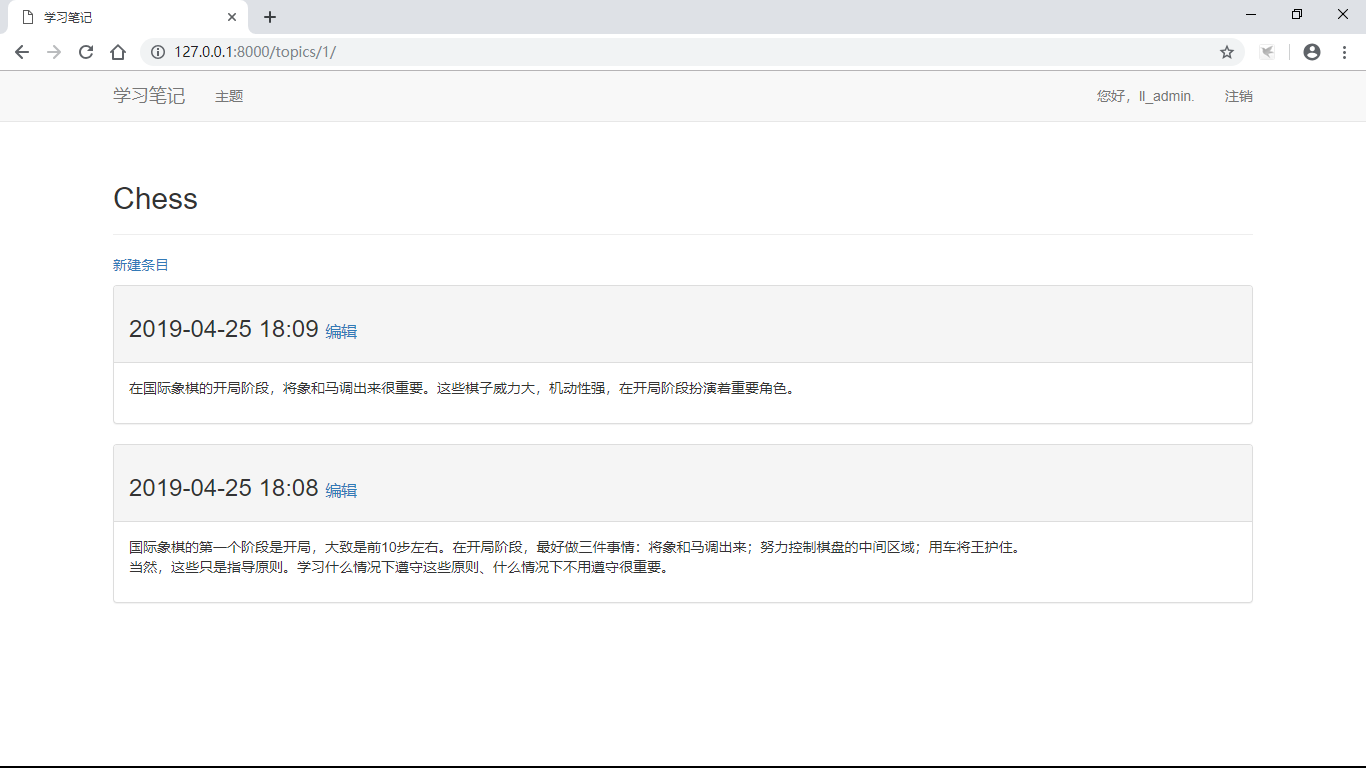 学习笔记
127.0.0.1:8000/topics/1/
学习笔记 主题 您好，ll_admin. 注销
Chess
新建条目
2019-04-25 18:09 编辑
在国际象棋的开局阶段，将象和马调出来很重要。这些棋子威力大，机动性强，在开局阶段扮演着重要角色。
2019-04-25 18:08 编辑
国际象棋的第一个阶段是开局，大致是前10步左右。在开局阶段，最好做三件事情：将象和马调出来；努力控制棋盘的中间区域；用车将王护住。
当然，这些只是指导原则。学习什么情况下遵守这些原则、什么情况下不用遵守很重要。